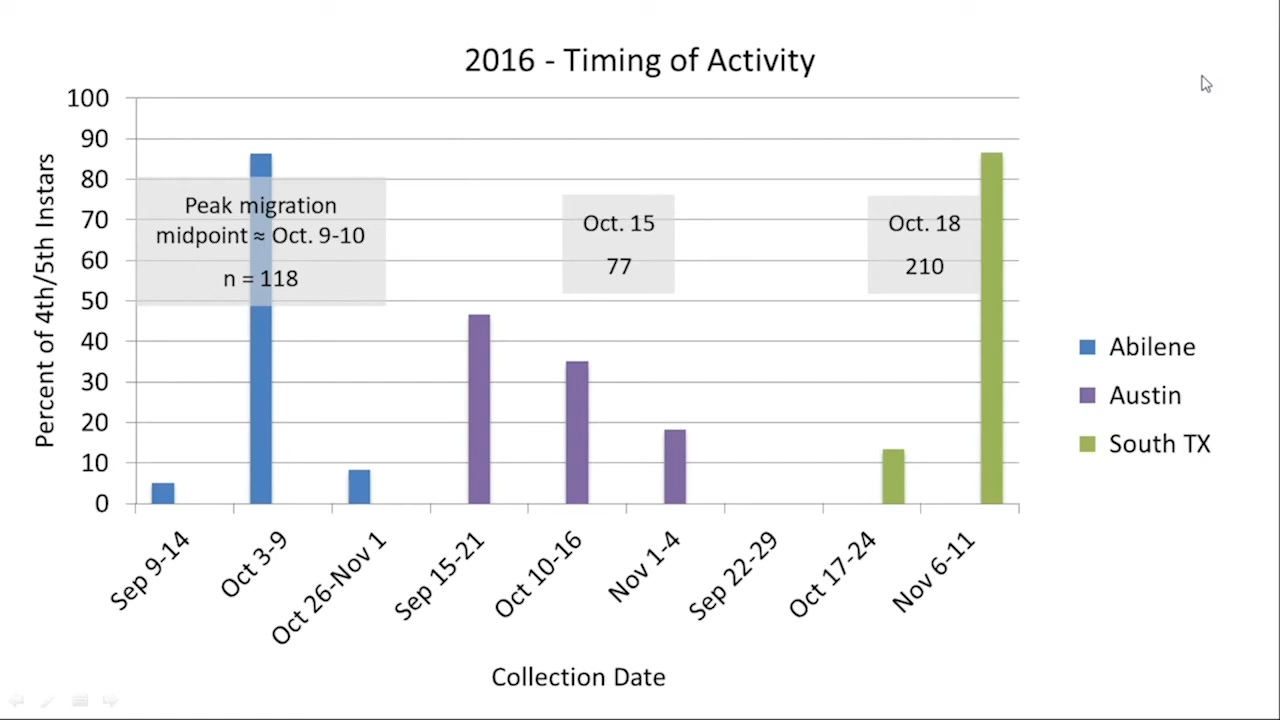 2016 - Timing of Activity
100
90
80
70
60
50
40
30
20
10
0
Percent of 4th/5th Instars
Peak migration
midpoint ≈ Oct. 9-10
n = 118
Oct. 15
77
Oct. 18
210
Abilene
Austin
South TX
Sep 9-14
Oct 3-9
Oct 26-Nov 1
Sep 15-21
Oct 10-16
Nov 1-4
Sep 22-29
Oct 17-24
Nov 6-11
Collection Date